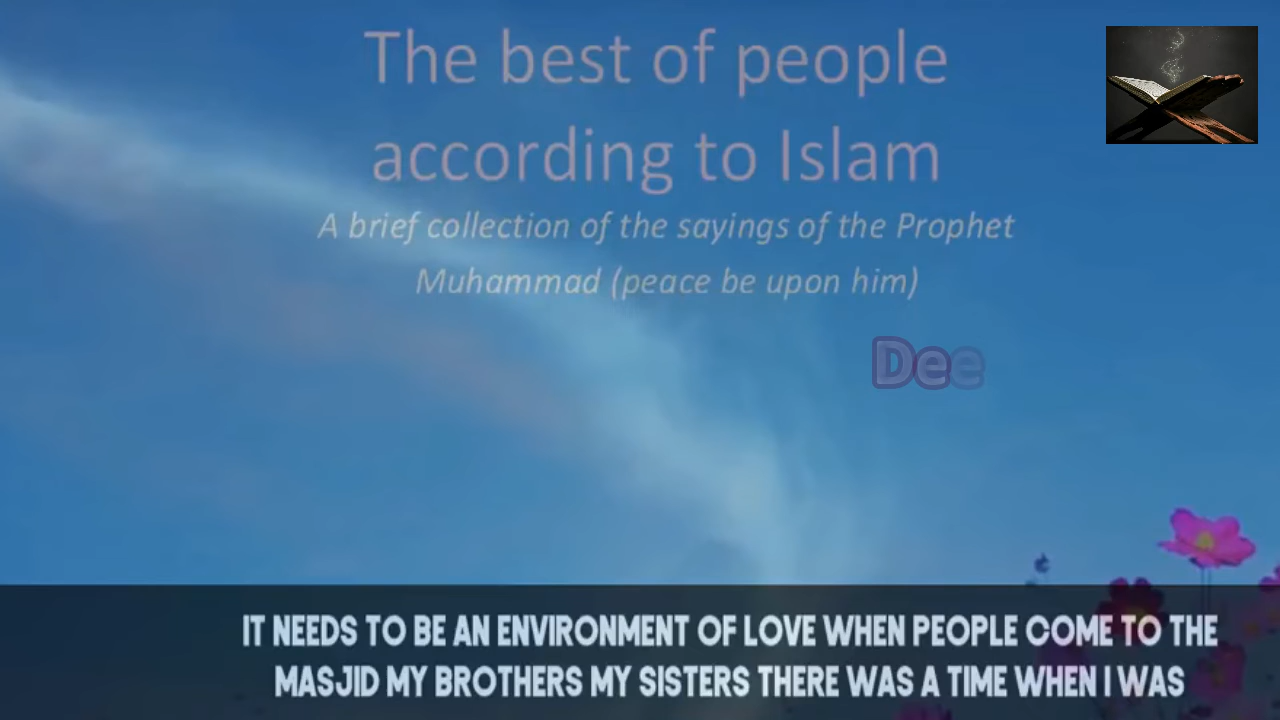 The best of people
according to Islam
A brief collection of the sayings of the Prophet
Muhammad (peace be upon him)
Dee
IT NEEDS TO BE AN ENVIRONMENT OF LOVE WHEN PEOPLE COME TO THE
MASJID MY BROTHERS MY SISTERS THERE WAS A TIME WHEN I WAS